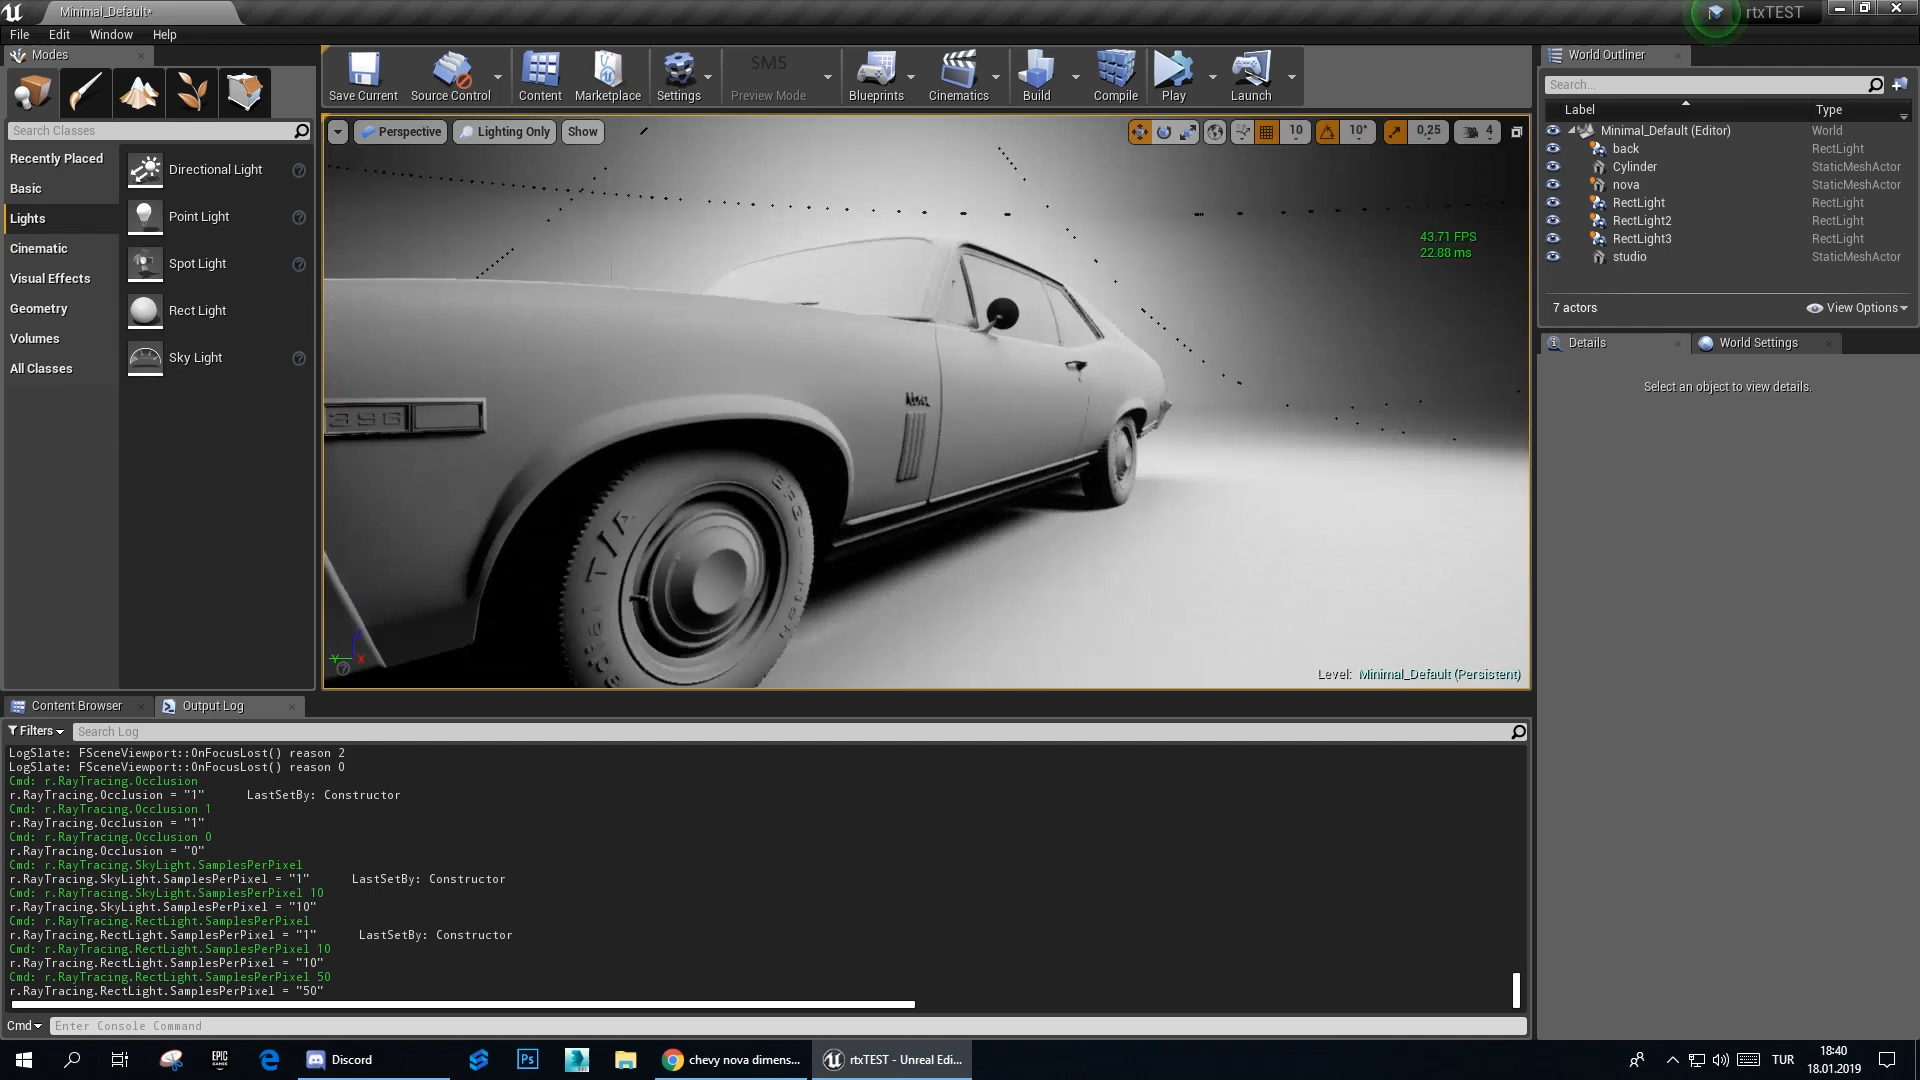 Minimal_Default*
rtxTEST
File Edit Window Help
Modes
Search Classes
Recently Placed
Basic
Lights
Cinematic
Visual Effects
Geometry
Volumes
All Classes
Directional Light
Point Light
Spot Light
Rect Light
Sky Light
Save Current
Source Control
Content
Marketplace
Settings
SM5
Preview Mode
Blueprints
Cinematics
Build
Compile
Play
Launch
Perspective
Lighting Only
Show
10
10°
0,25
4
43.71 FPS
22.88 ms
396
Nova
T/A
Level: Minimal_Default (Persistent)
World Outliner
Search...
Label Type
Minimal_Default (Editor) World
back RectLight
Cylinder StaticMeshActor
nova StaticMeshActor
RectLight RectLight
RectLight2 RectLight
RectLight3 RectLight
studio StaticMeshActor
7 actors
View Options
Details
World Settings
Select an object to view details.
Content Browser
Output Log
Filters
Search Log
LogSlate: FSceneViewport::OnFocusLost() reason 2
LogSlate: FSceneViewport::OnFocusLost() reason 0
Cmd: r.RayTracing.Occlusion
r.RayTracing.Occlusion = "1" LastSetBy: Constructor
Cmd: r.RayTracing.Occlusion 1
r.RayTracing.Occlusion = "1"
Cmd: r.RayTracing.Occlusion 0
r.RayTracing.Occlusion = "0"
Cmd: r.RayTracing.SkyLight.SamplesPerPixel
r.RayTracing.SkyLight.SamplesPerPixel = "1" LastSetBy: Constructor
Cmd: r.RayTracing.SkyLight.SamplesPerPixel 10
r.RayTracing.SkyLight.SamplesPerPixel = "10"
Cmd: r.RayTracing.RectLight.SamplesPerPixel
r.RayTracing.RectLight.SamplesPerPixel = "1" LastSetBy: Constructor
Cmd: r.RayTracing.RectLight.SamplesPerPixel 10
r.RayTracing.RectLight.SamplesPerPixel = "10"
Cmd: r.RayTracing.RectLight.SamplesPerPixel 50
r.RayTracing.RectLight.SamplesPerPixel = "50"
Cmd
Enter Console Command
EPIC GAMES
Discord
Ps
chevy nova dimens...
rtxTEST - Unreal Edi...
TUR
18:40
18.01.2019